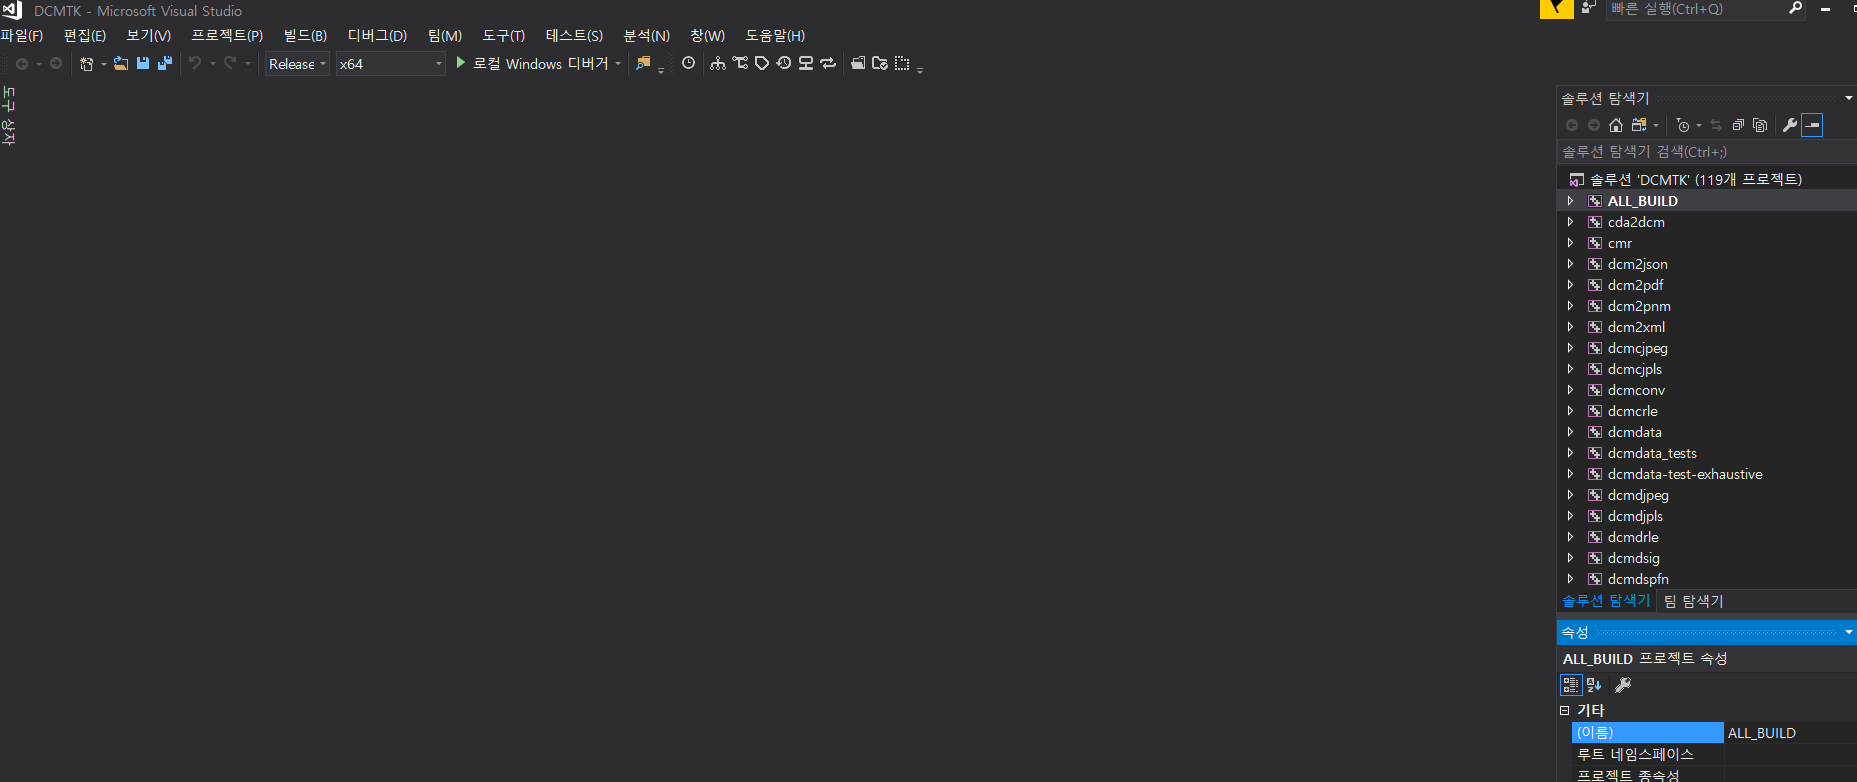 DCMTK - Microsoft Visual Studio
빠른 실행(Ctrl+Q)
파일(F) 편집(E) 보기(V) 프로젝트(P) 빌드(B) 디버그(D) 팀(M) 도구(T) 테스트(S) 분석(N) 창(W) 도움말(H)
Release x64 로컬 Windows 디버거
도구 상자
솔루션 탐색기
솔루션 탐색기 검색(Ctrl+;)
솔루션 'DCMTK' (119개 프로젝트)
ALL_BUILD
cda2dcm
cmr
dcm2json
dcm2pdf
dcm2pnm
dcm2xml
dcmcjpeg
dcmcjpls
dcmconv
dcmcrle
dcmdata
dcmdata_tests
dcmdata-test-exhaustive
dcmdjpeg
dcmdjpls
dcmdrle
dcmdsig
dcmdspfn
솔루션 탐색기 팀 탐색기
속성
ALL_BUILD 프로젝트 속성
기타
(이름) ALL_BUILD
루트 네임스페이스
프로젝트 종속성